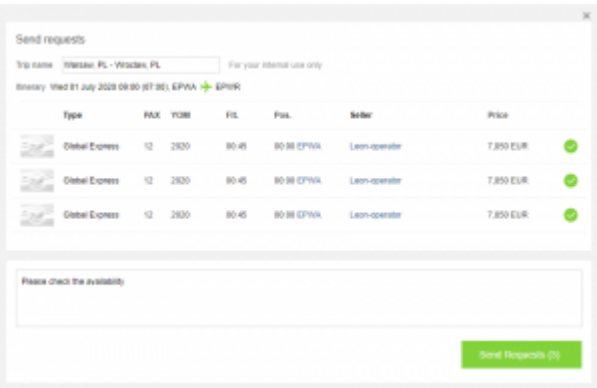 Send requests
Trip name Warsaw, PL - Wroclaw, PL For your internal use only
Itinerary Wed 01 July 2020 09:00 (07:00), EPWA EPWR
Type PAX YOM Flt. Pos. Seller Price
Global Express 12 2020 00:45 00:00 EPWA Leon-operator 7,850 EUR
Global Express 12 2020 00:45 00:00 EPWA Leon-operator 7,850 EUR
Global Express 12 2020 00:45 00:00 EPWA Leon-operator 7,850 EUR
Please check the availability
Send Requests (3)